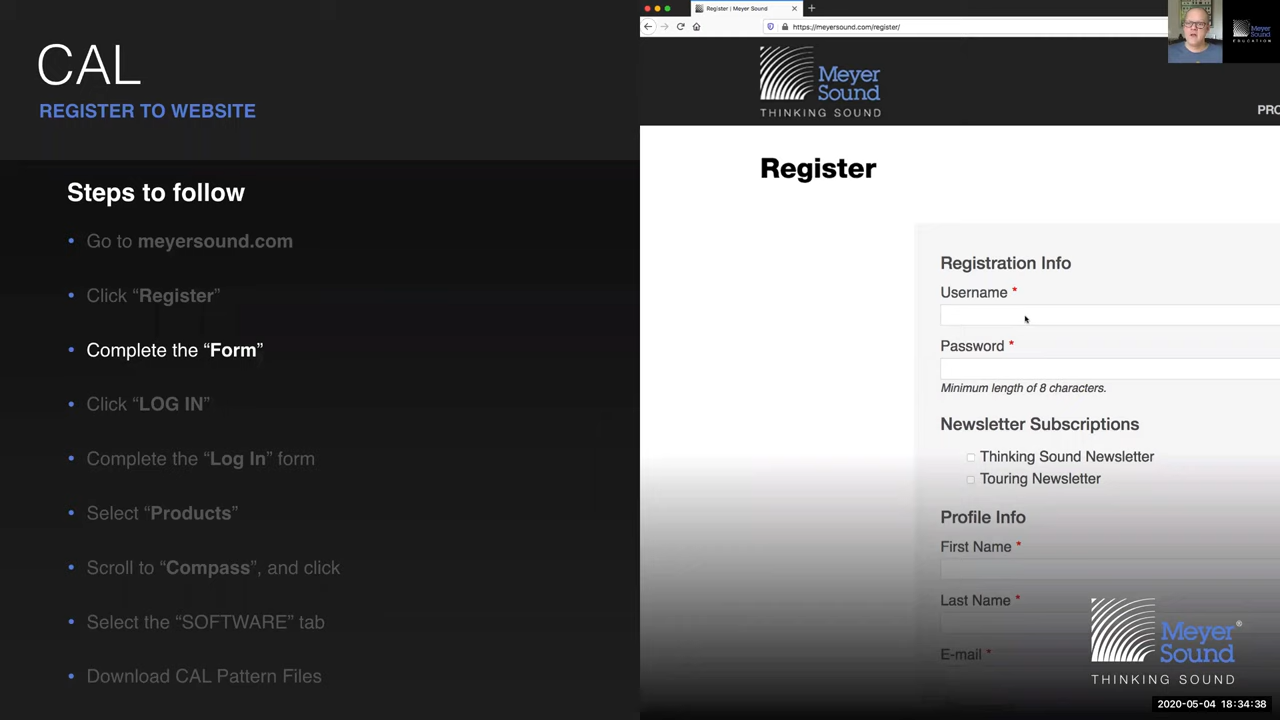 CAL
REGISTER TO WEBSITE
Steps to follow
• Go to meyersound.com
• Click “Register”
• Complete the “Form”
• Click “LOG IN”
• Complete the “Log In” form
• Select “Products”
• Scroll to “Compass”, and click
• Select the “SOFTWARE” tab
• Download CAL Pattern Files
Register | Meyer Sound
https://meyersound.com/register/
Meyer
Sound
THINKING SOUND
PRO
Register
Registration Info
Username *
Password *
Minimum length of 8 characters.
Newsletter Subscriptions
Thinking Sound Newsletter
Touring Newsletter
Profile Info
First Name *
Last Name *
E-mail *
Meyer
Sound
EDUCATION
Meyer
Sound
®
THINKING SOUND
2020-05-04 18:34:38